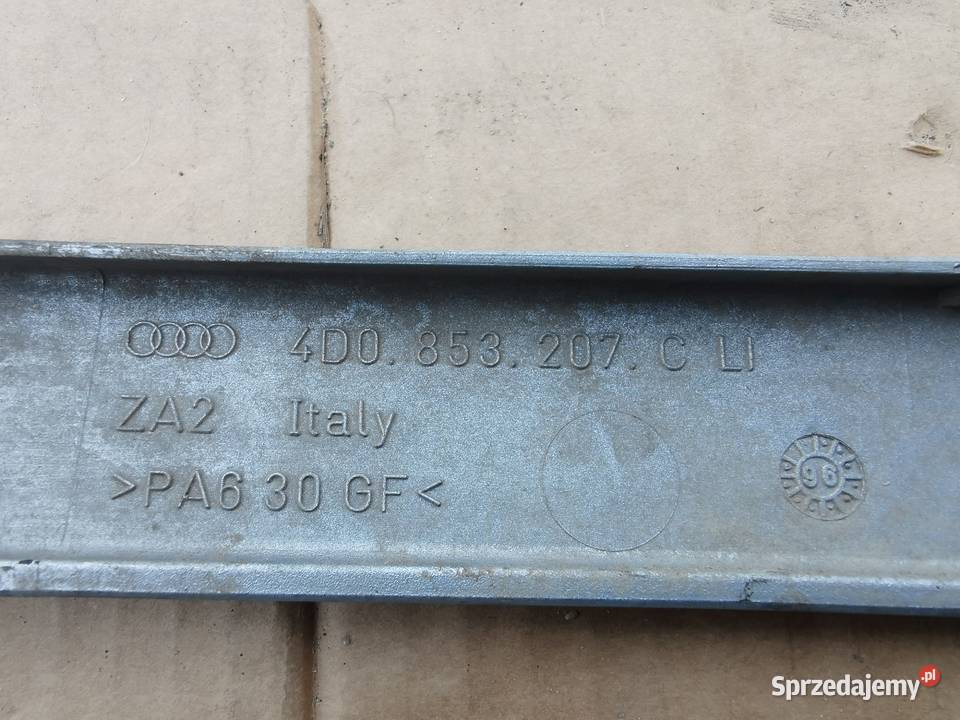 4D0. 853. 207. C LI
ZA2 Italy
>PA6 30 GF<
96
Sprzedajemy.pl